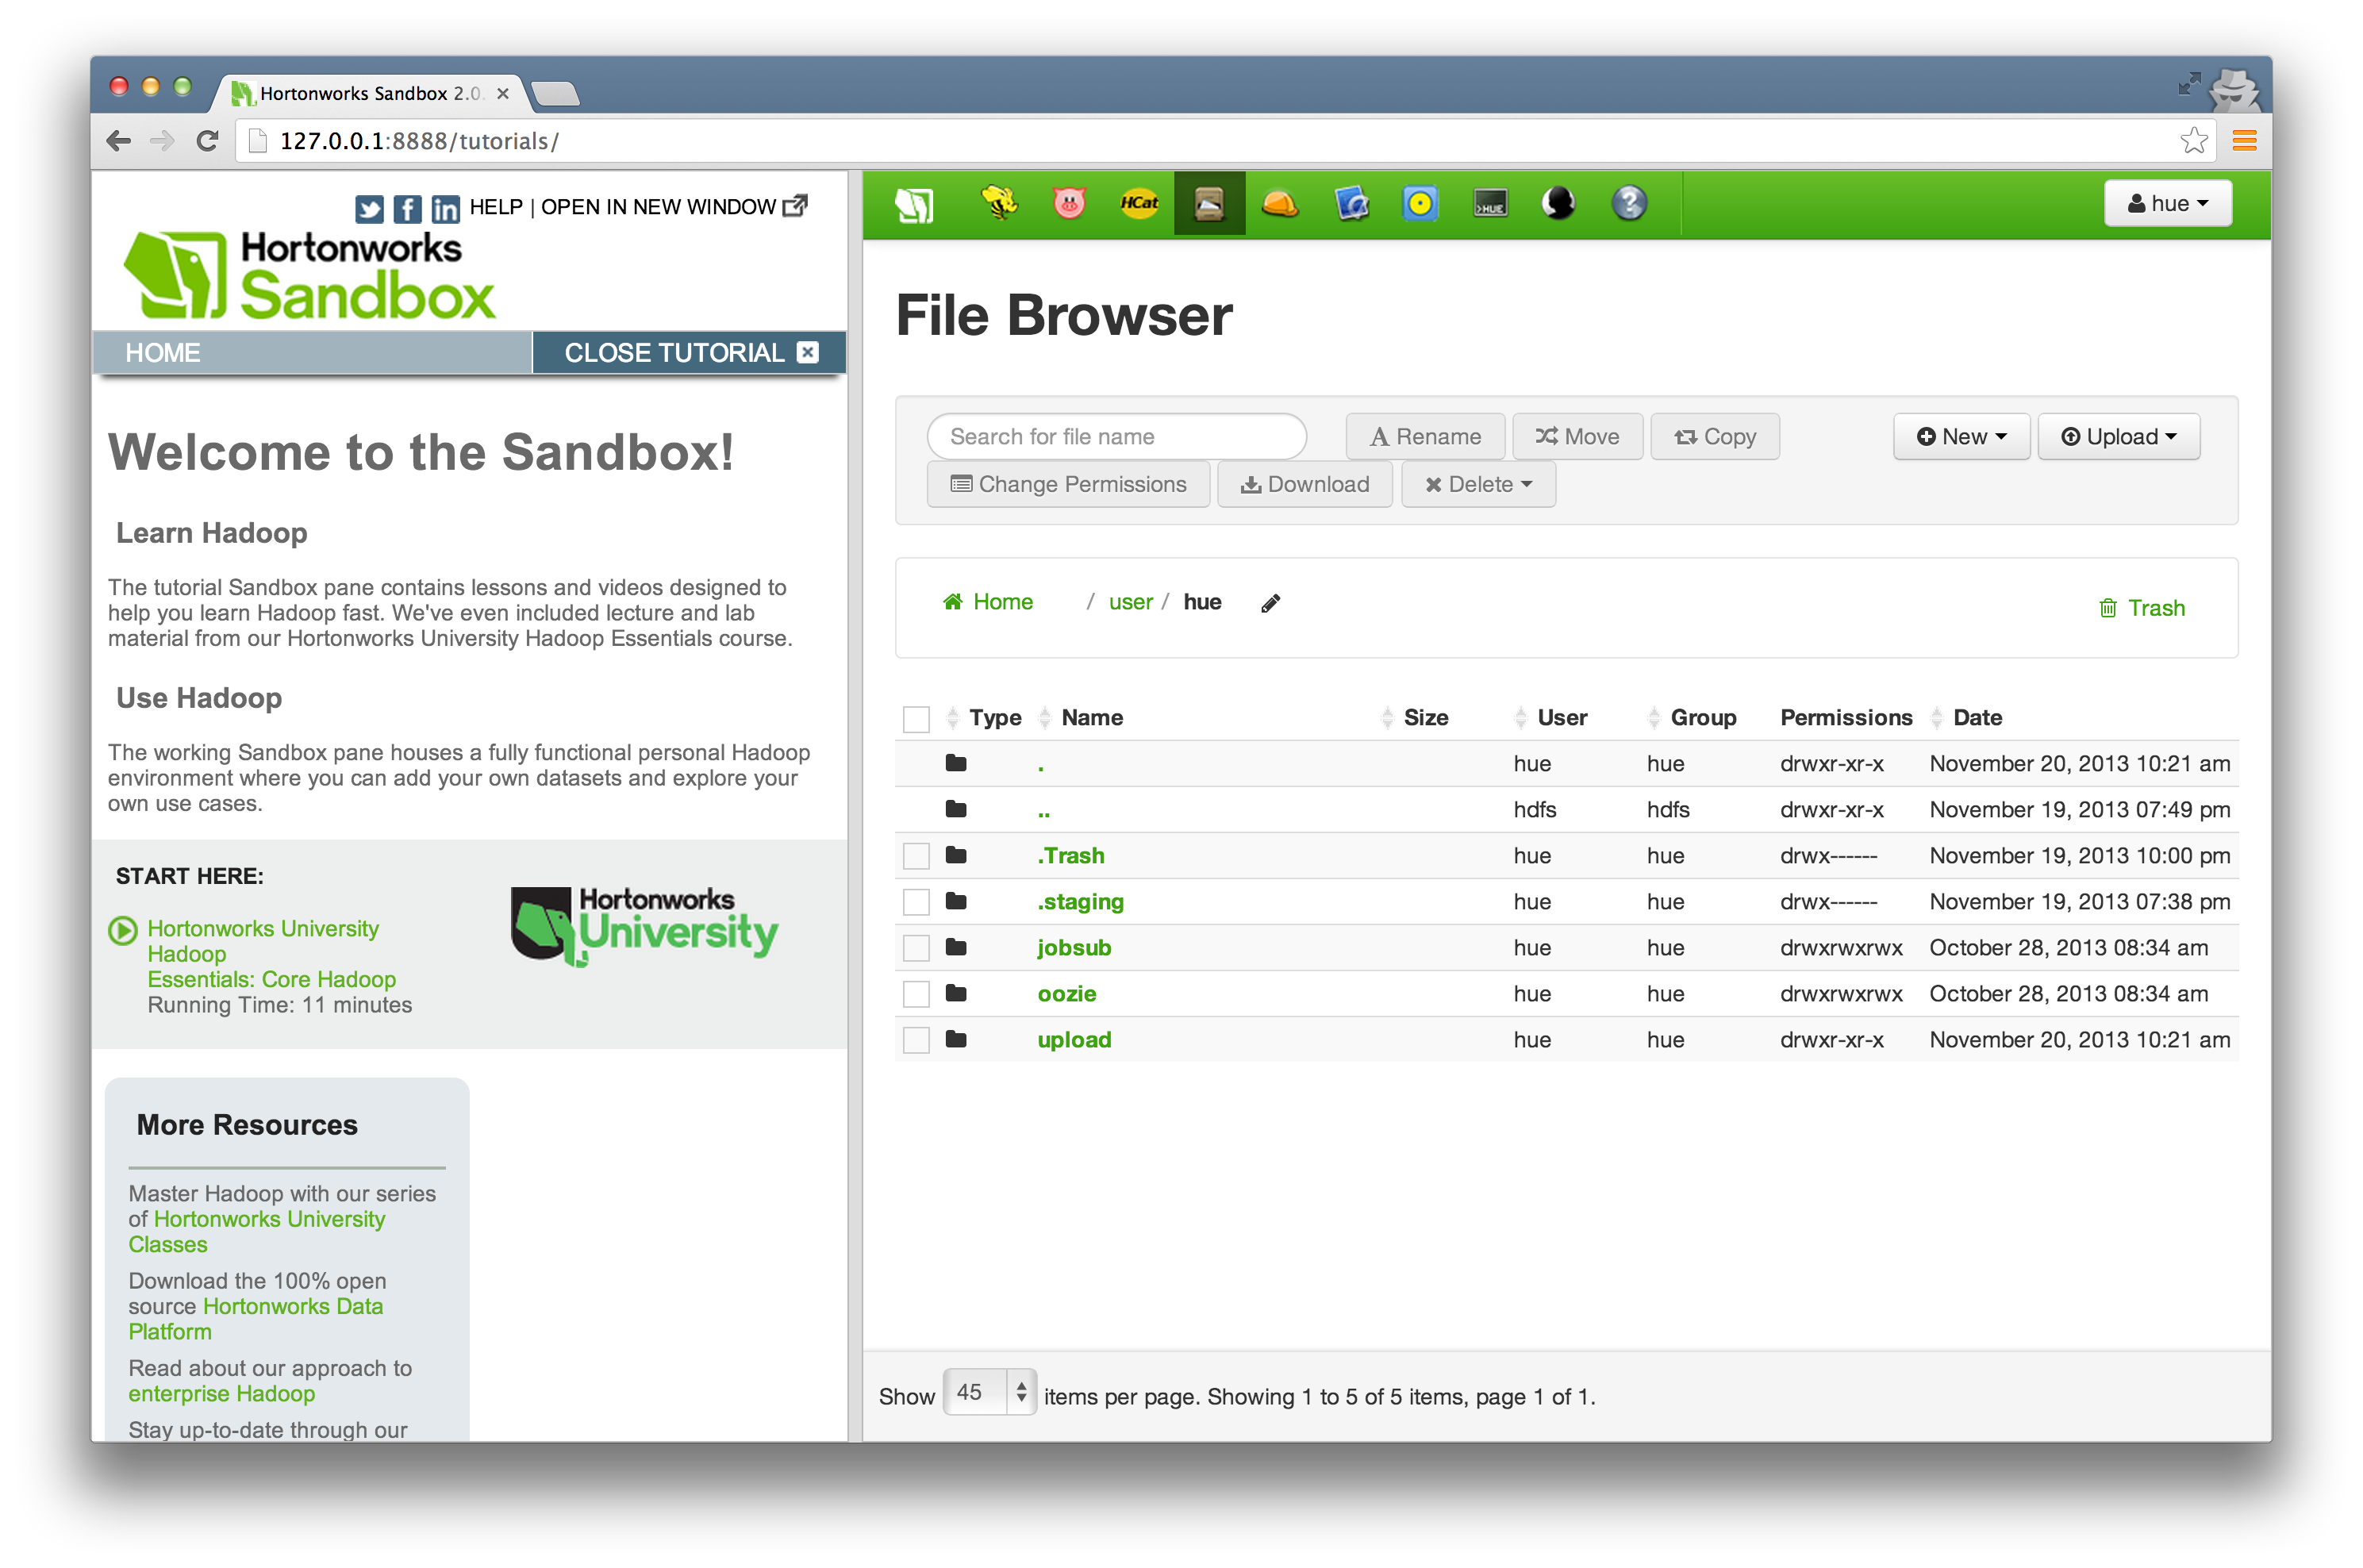 Hortonworks Sandbox 2.0.
127.0.0.1:8888/tutorials/
HELP | OPEN IN NEW WINDOW
Hortonworks
Sandbox
HOME
CLOSE TUTORIAL
Welcome to the Sandbox!
Learn Hadoop
The tutorial Sandbox pane contains lessons and videos designed to
help you learn Hadoop fast. We've even included lecture and lab
material from our Hortonworks University Hadoop Essentials course.
Use Hadoop
The working Sandbox pane houses a fully functional personal Hadoop
environment where you can add your own datasets and explore your
own use cases.
START HERE:
Hortonworks University
Hadoop
Essentials: Core Hadoop
Running Time: 11 minutes
Hortonworks
University
More Resources
Master Hadoop with our series
of Hortonworks University
Classes
Download the 100% open
source Hortonworks Data
Platform
Read about our approach to
enterprise Hadoop
Stay up-to-date through our
HCat
>HUE
hue
File Browser
Search for file name
Rename Move Copy New Upload
Change Permissions Download Delete
Home / user / hue
Trash
Type Name Size User Group Permissions Date
. hue hue drwxr-xr-x November 20, 2013 10:21 am
.. hdfs hdfs drwxr-xr-x November 19, 2013 07:49 pm
.Trash hue hue drwx------ November 19, 2013 10:00 pm
.staging hue hue drwx------ November 19, 2013 07:38 pm
jobsub hue hue drwxrwxrwx October 28, 2013 08:34 am
oozie hue hue drwxrwxrwx October 28, 2013 08:34 am
upload hue hue drwxr-xr-x November 20, 2013 10:21 am
Show 45 items per page. Showing 1 to 5 of 5 items, page 1 of 1.